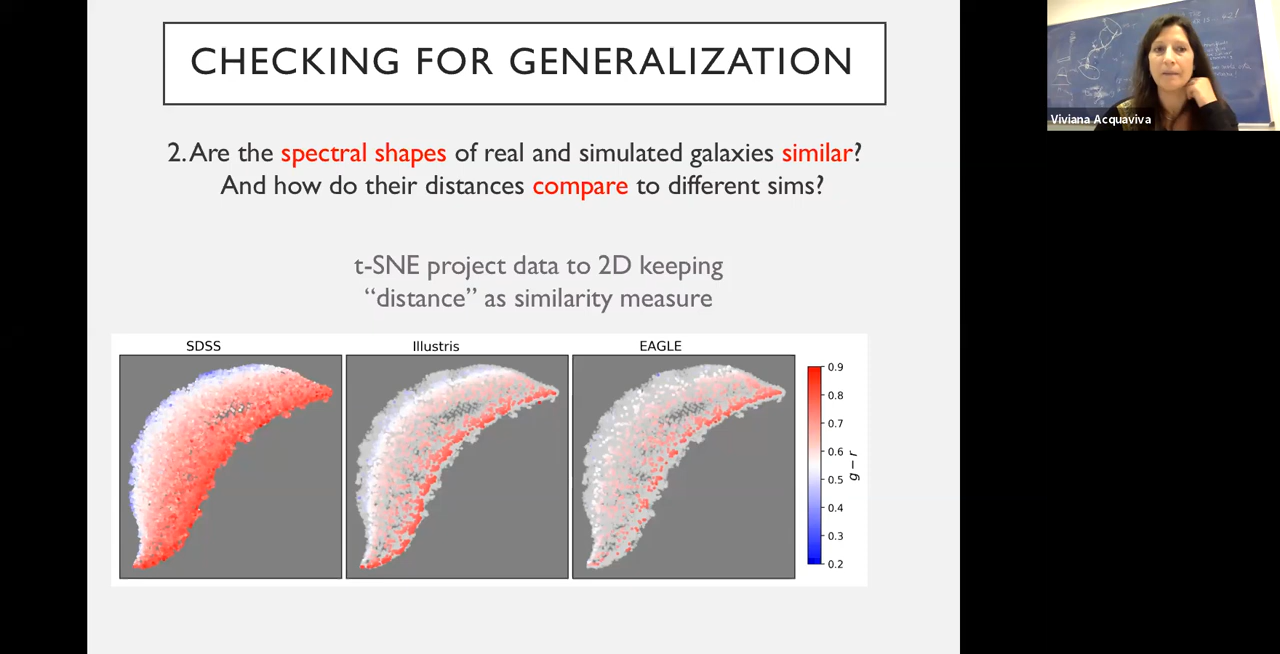 CHECKING FOR GENERALIZATION
2. Are the spectral shapes of real and simulated galaxies similar?
And how do their distances compare to different sims?
t-SNE project data to 2D keeping
“distance” as similarity measure
SDSS
Illustris
EAGLE
0.9
0.8
0.7
0.6
0.5
0.4
0.3
0.2
g − r
Viviana Acquaviva